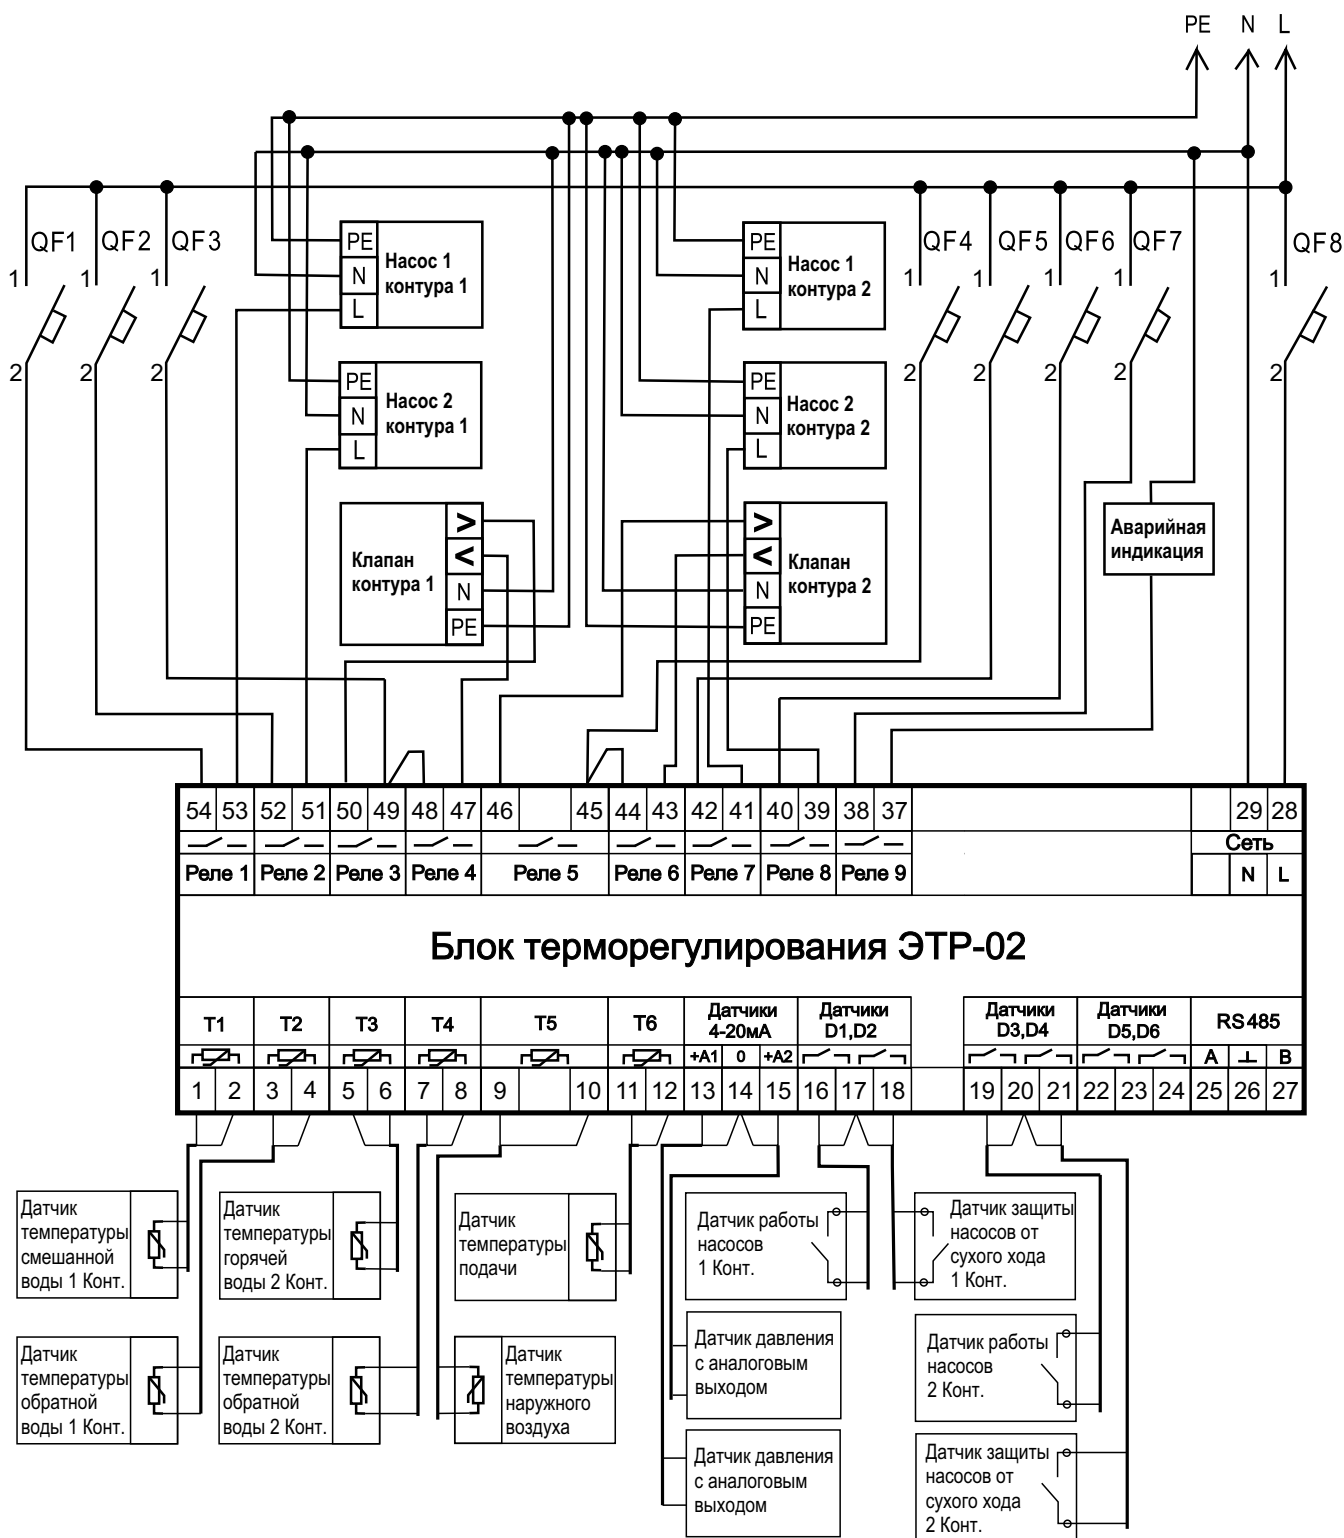 PE N L
QF1 QF2 QF3 QF4 QF5 QF6 QF7 QF8
1 1 1 1 1 1 1 1
2 2 2 2 2 2 2 2
PE
N
L
Насос 1
контура 1
PE
N
L
Насос 1
контура 2
PE
N
L
Насос 2
контура 1
PE
N
L
Насос 2
контура 2
Клапан
контура 1
>
<
N
PE
>
<
N
PE
Клапан
контура 2
Аварийная
индикация
54 53 52 51 50 49 48 47 46 45 44 43 42 41 40 39 38 37 29 28
Сеть
Реле 1 Реле 2 Реле 3 Реле 4 Реле 5 Реле 6 Реле 7 Реле 8 Реле 9 N L
Блок терморегулирования ЭТР-02
T1 T2 T3 T4 T5 T6
Датчики
4-20мА
Датчики
D1,D2
Датчики
D3,D4
Датчики
D5,D6
RS485
+A1 0 +A2 A ⊥ B
1 2 3 4 5 6 7 8 9 10 11 12 13 14 15 16 17 18 19 20 21 22 23 24 25 26 27
Датчик
температуры
смешанной
воды 1 Конт.
Датчик
температуры
горячей
воды 2 Конт.
Датчик
температуры
подачи
Датчик работы
насосов
1 Конт.
Датчик защиты
насосов от
сухого хода
1 Конт.
Датчик
температуры
обратной
воды 1 Конт.
Датчик
температуры
обратной
воды 2 Конт.
Датчик
температуры
наружного
воздуха
Датчик давления
с аналоговым
выходом
Датчик работы
насосов
2 Конт.
Датчик давления
с аналоговым
выходом
Датчик защиты
насосов от
сухого хода
2 Конт.